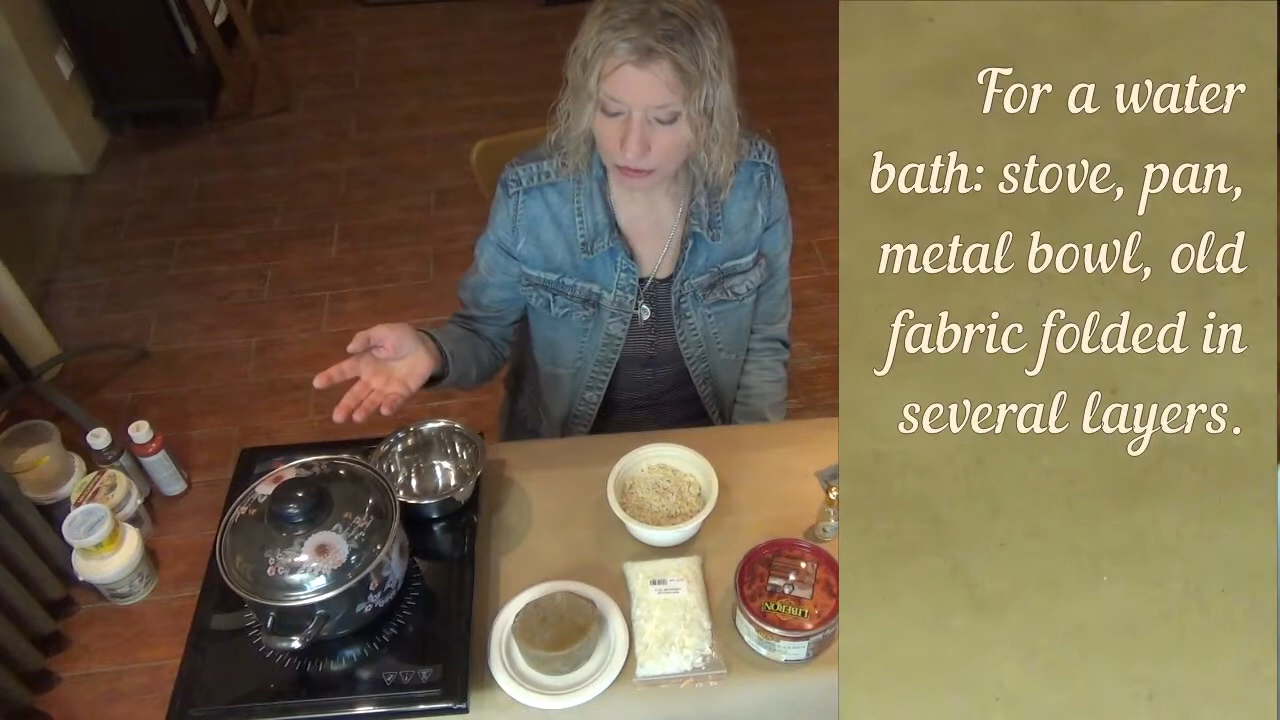 For a water
bath: stove, pan,
metal bowl, old
fabric folded in
several layers.
LIBERON